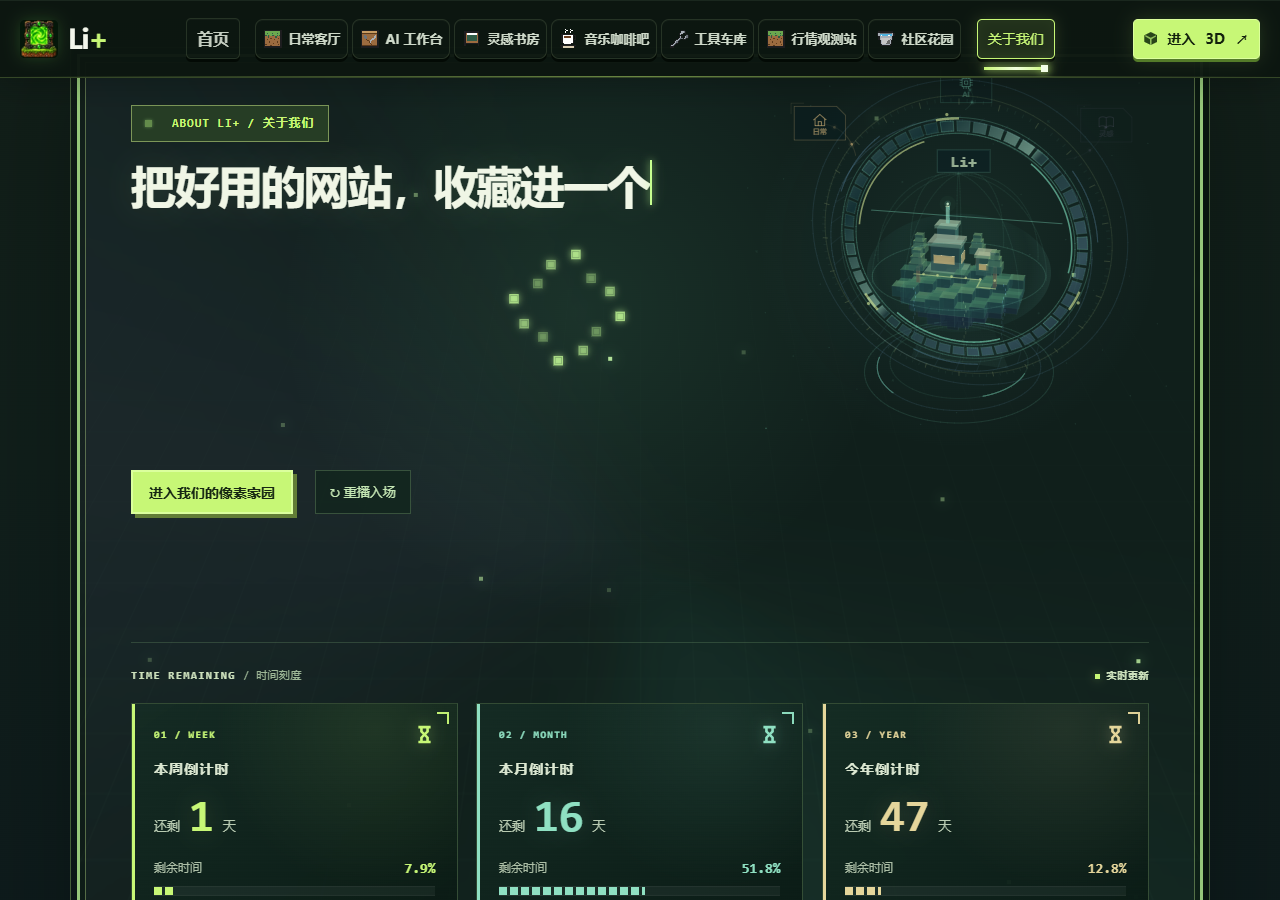 Li+
首页
日常客厅
AI 工作台
灵感书房
音乐咖啡吧
工具车库
行情观测站
社区花园
关于我们
进入 3D ↗
ABOUT LI+ / 关于我们
把好用的网站，收藏进一个
AI
日常
Li+
进入我们的像素家园
↻ 重播入场
TIME REMAINING / 时间刻度
实时更新
01 / WEEK
本周倒计时
还剩 1 天
剩余时间 7.9%
02 / MONTH
本月倒计时
还剩 16 天
剩余时间 51.8%
03 / YEAR
今年倒计时
还剩 47 天
剩余时间 12.8%